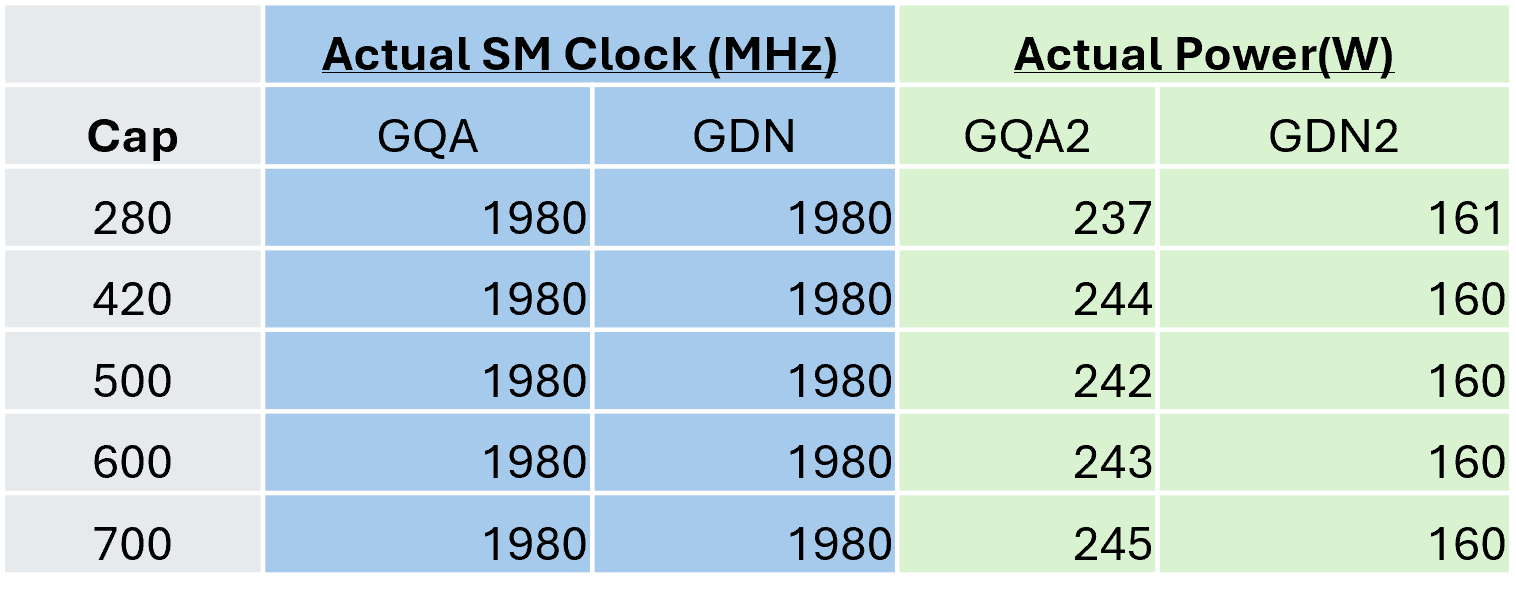 Actual SM Clock (MHz) Actual Power(W)
Cap GQA GDN GQA2 GDN2
280 1980 1980 237 161
420 1980 1980 244 160
500 1980 1980 242 160
600 1980 1980 243 160
700 1980 1980 245 160